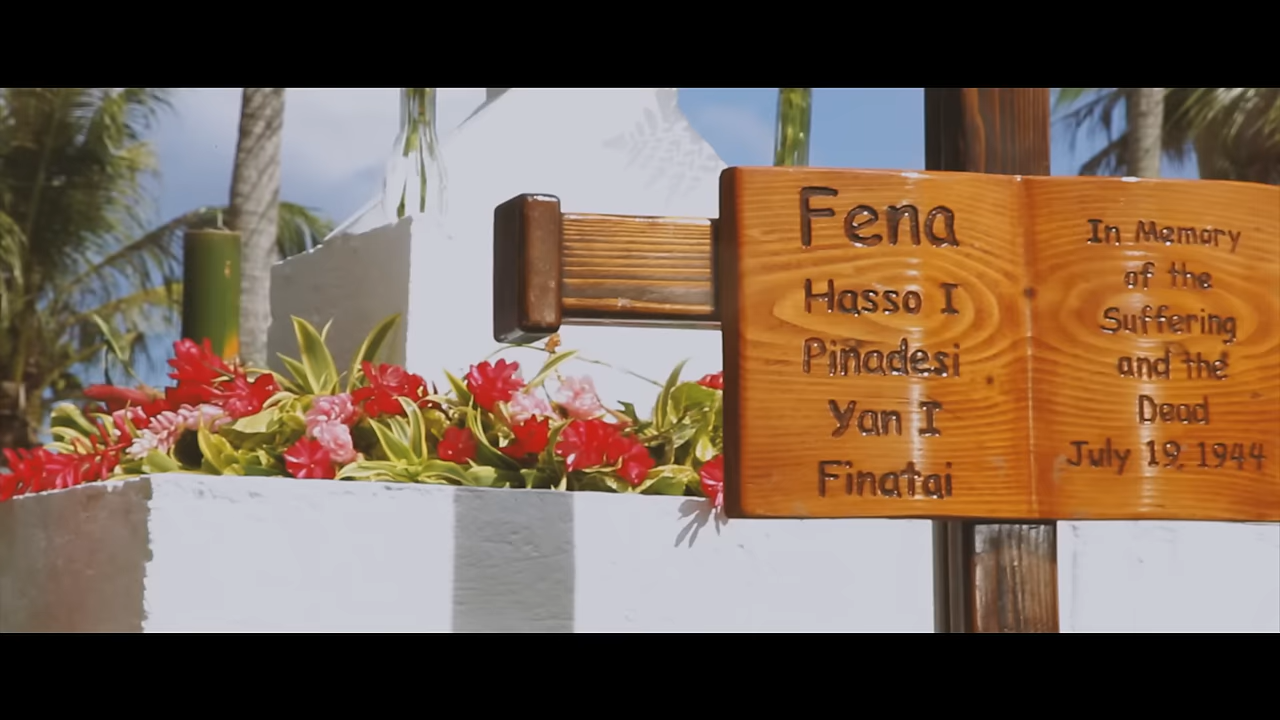 Fena
Hasso I
Pinadesi
Yan I
Finatai
In Memory
of the
Suffering
and the
Dead
July 19, 1944